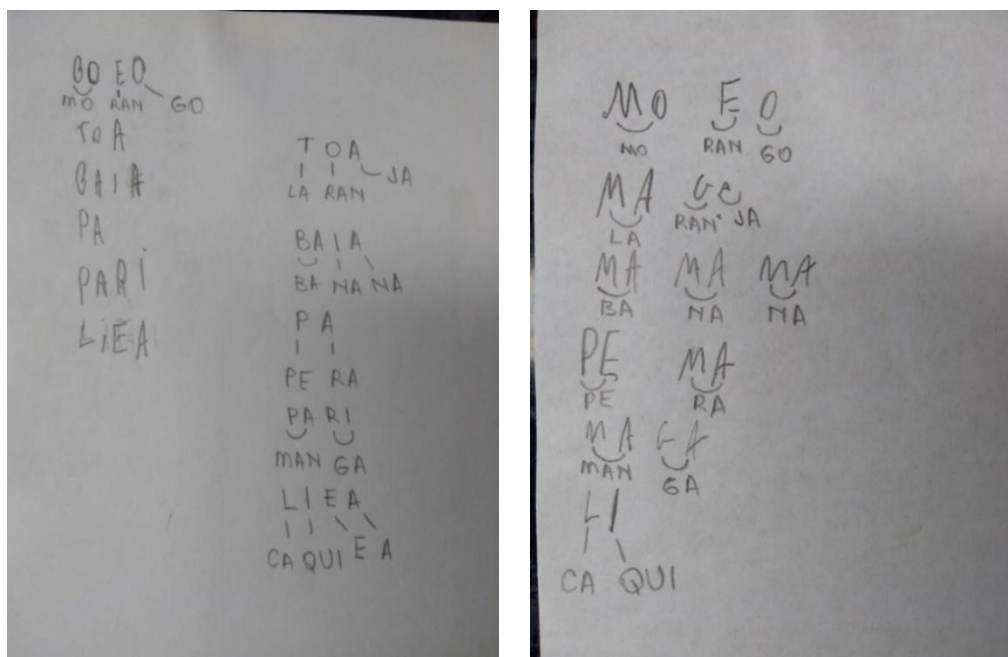 BO EO
MO RAN GO
TOA
BAIA
PA
PARI
LIEA
TOA
LA RAN JA
BAIA
BA NA NA
PA
PE RA
PARI
MAN GA
LIEA
CA QUI E A
MO E O
MO RAN GO
MA GE
LA RAN JA
MA MA MA
BA NA NA
PE MA
PE RA
MA GA
MAN GA
LI
CA QUI